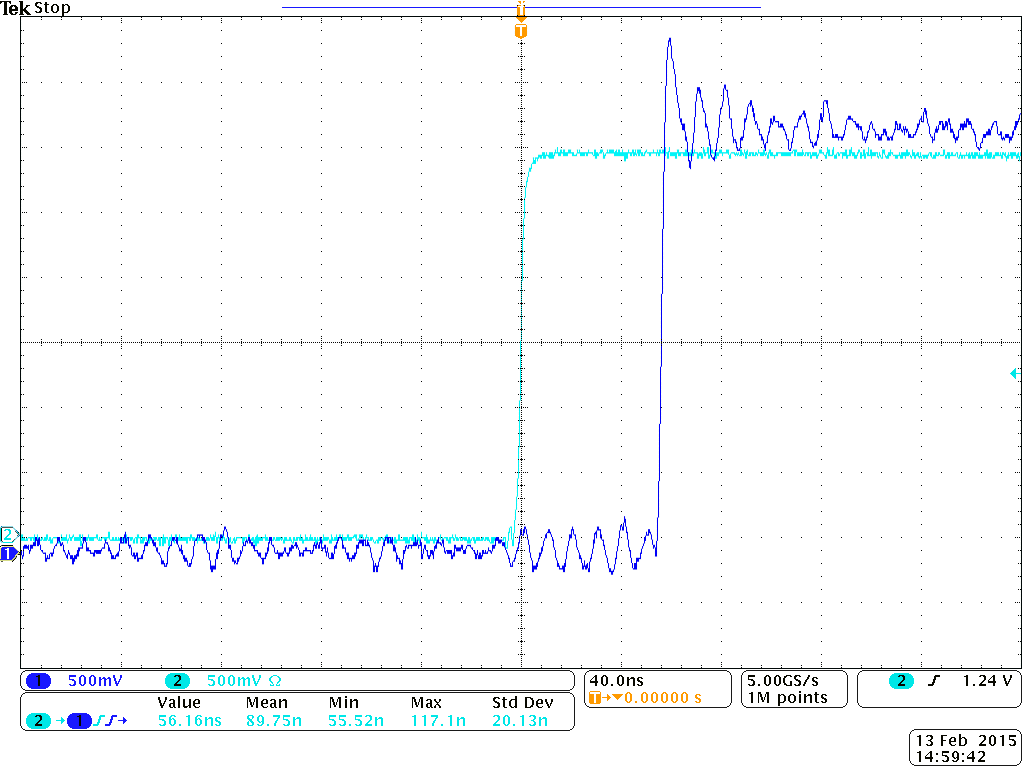 Tek Stop
T
T
2
1
1 500mV 2 500mV Ω
40.0ns
T→▼0.00000 s
5.00GS/s
1M points
2 1.24 V
Value Mean Min Max Std Dev
2 → 1 56.16ns 89.75n 55.52n 117.1n 20.13n
13 Feb 2015
14:59:42